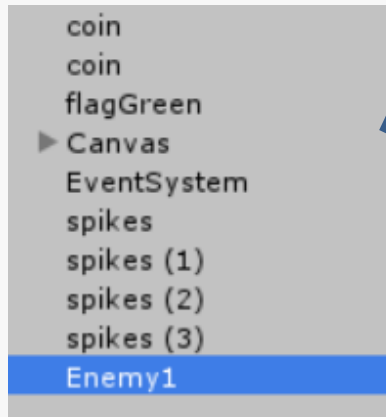 coin
coin
flagGreen
Canvas
EventSystem
spikes
spikes (1)
spikes (2)
spikes (3)
Enemy1